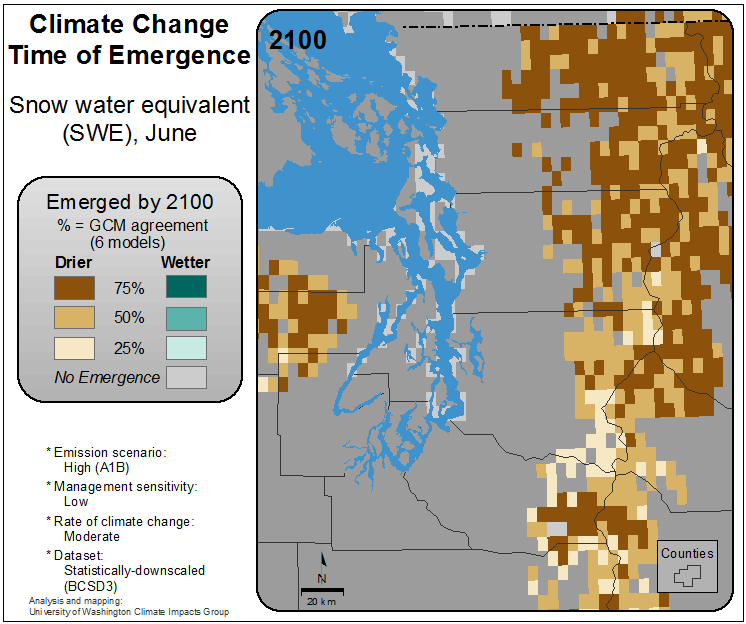 Climate Change
Time of Emergence
Snow water equivalent
(SWE), June
Emerged by 2100
% = GCM agreement
(6 models)
Drier
Wetter
75%
50%
25%
No Emergence
* Emission scenario:
High (A1B)
* Management sensitivity:
Low
* Rate of climate change:
Moderate
* Dataset:
Statistically-downscaled
(BCSD3)
Analysis and mapping:
University of Washington Climate Impacts Group
2100
N
20 km
Counties